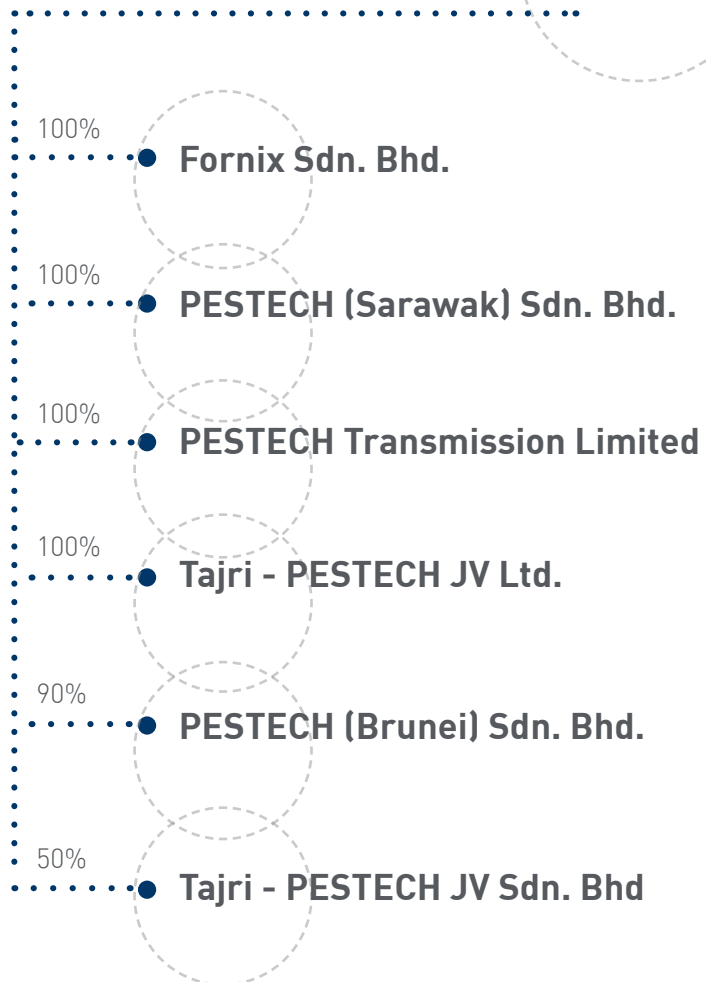 100%
Fornix Sdn. Bhd.
100%
PESTECH (Sarawak) Sdn. Bhd.
100%
PESTECH Transmission Limited
100%
Tajri - PESTECH JV Ltd.
90%
PESTECH (Brunei) Sdn. Bhd.
50%
Tajri - PESTECH JV Sdn. Bhd